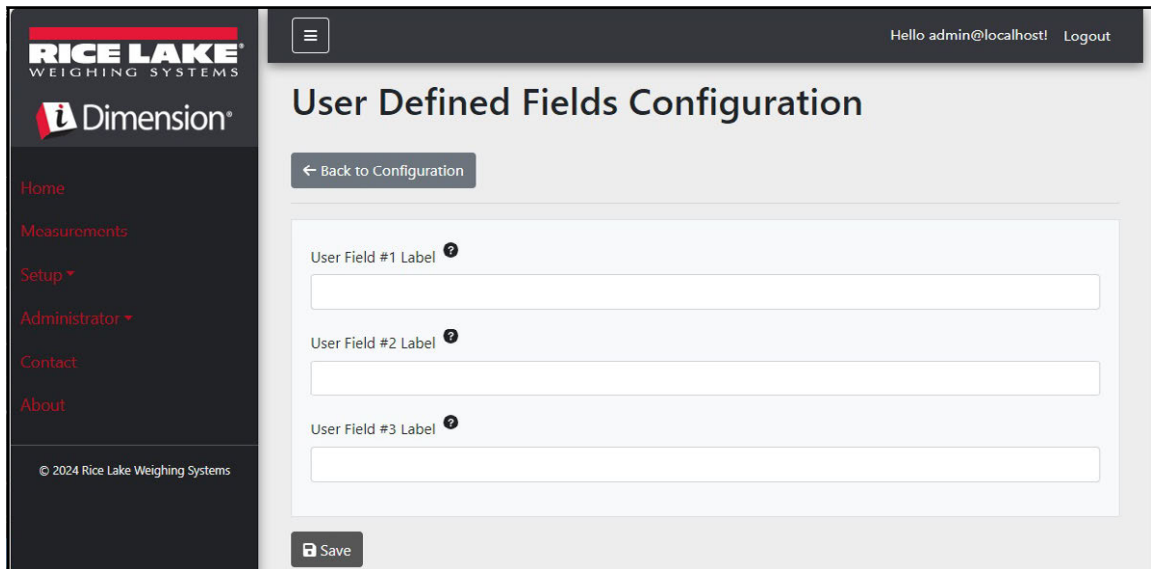 RICE LAKE®
WEIGHING SYSTEMS
i Dimension®
Home
Measurements
Setup
Administrator
Contact
About
© 2024 Rice Lake Weighing Systems
Hello admin@localhost! Logout
User Defined Fields Configuration
← Back to Configuration
User Field #1 Label ?
User Field #2 Label ?
User Field #3 Label ?
Save